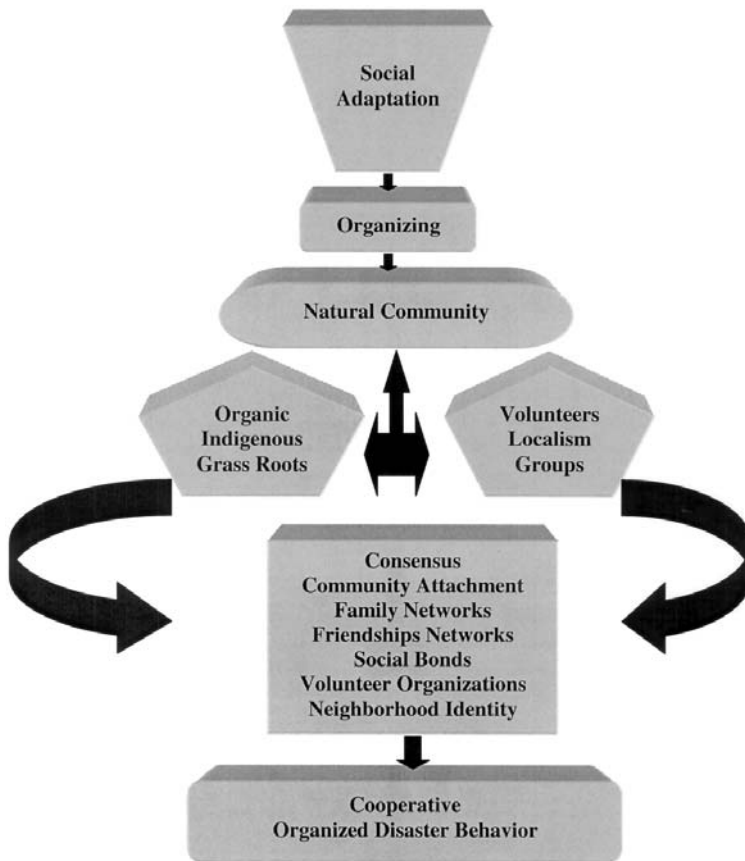 Social
Adaptation
Organizing
Natural Community
Organic
Indigenous
Grass Roots
Volunteers
Localism
Groups
Consensus
Community Attachment
Family Networks
Friendships Networks
Social Bonds
Volunteer Organizations
Neighborhood Identity
Cooperative
Organized Disaster Behavior